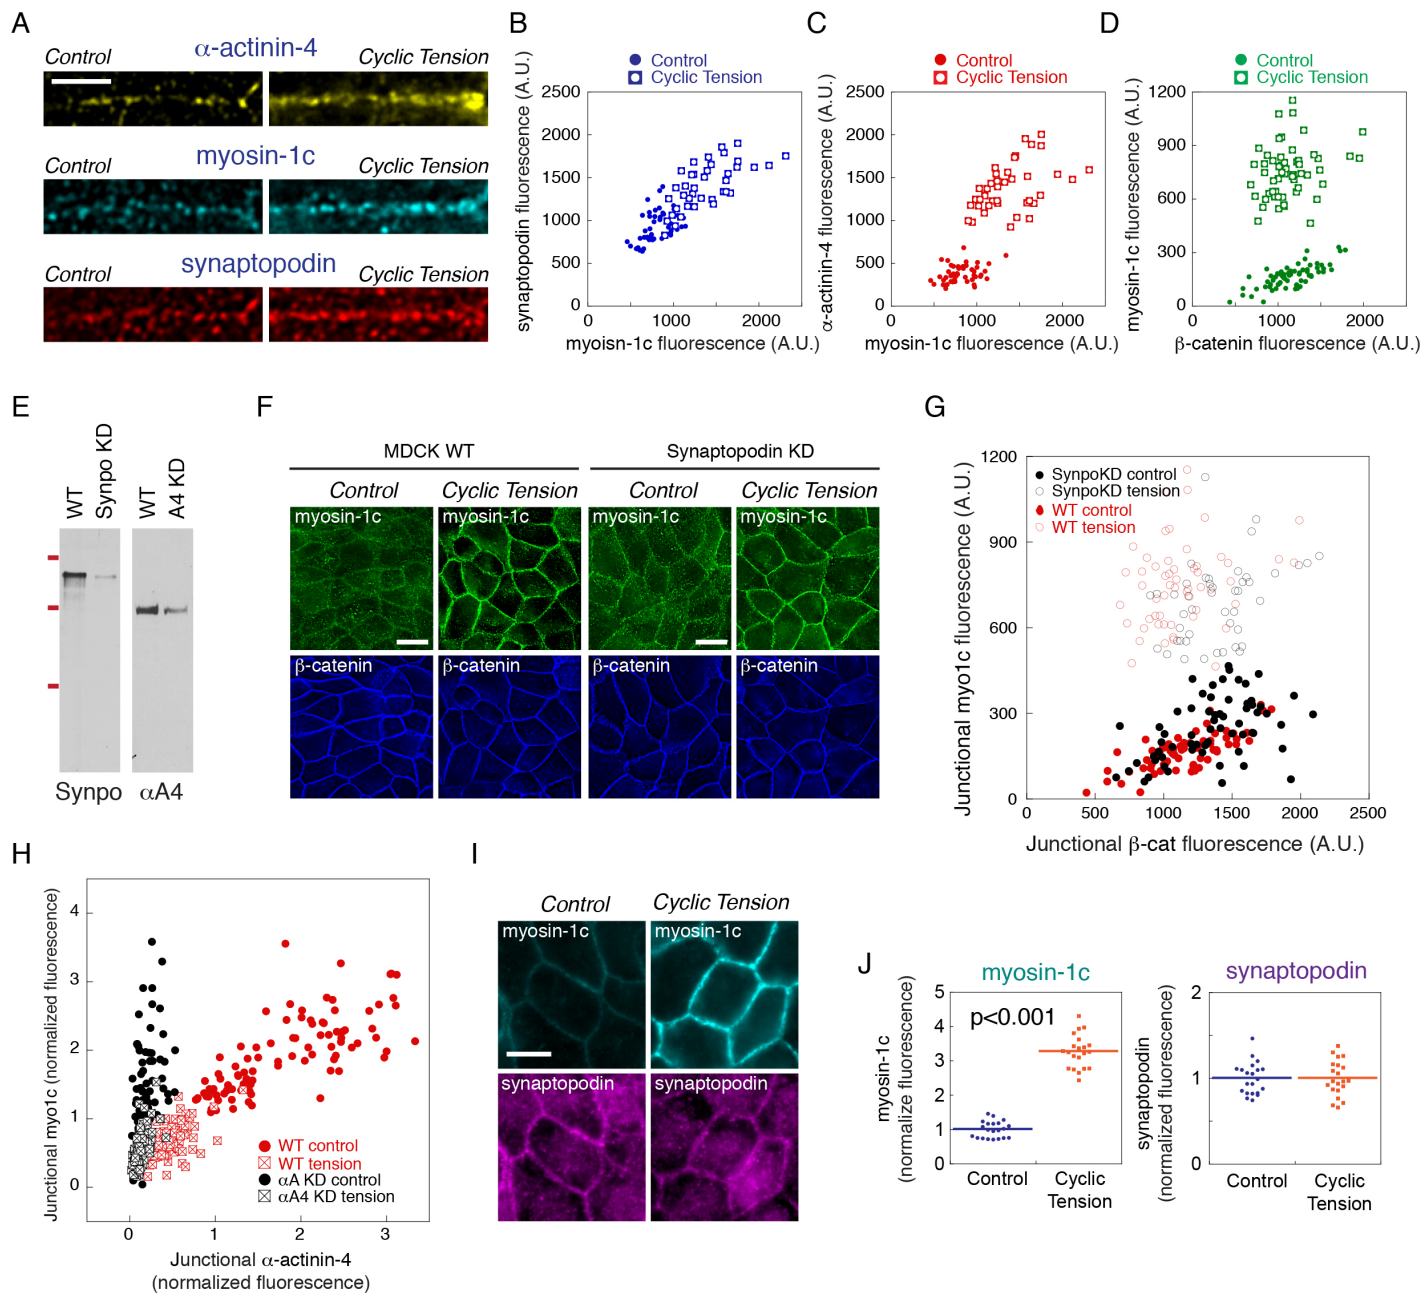 A
α-actinin-4
Control
Cyclic Tension
myosin-1c
Control
Cyclic Tension
synaptopodin
Control
Cyclic Tension
B
Control
Cyclic Tension
synaptopodin fluorescence (A.U.)
2500
2000
1500
1000
500
0
0
1000
2000
myoisn-1c fluorescence (A.U.)
C
Control
Cyclic Tension
α-actinin-4 fluorescence (A.U.)
2500
2000
1500
1000
500
0
0
1000
2000
myosin-1c fluorescence (A.U.)
D
Control
Cyclic Tension
myosin-1c fluorescence (A.U.)
1200
900
600
300
0
0
1000
2000
β-catenin fluorescence (A.U.)
E
WT
Synpo KD
WT
A4 KD
Synpo
αA4
F
MDCK WT
Synaptopodin KD
Control
Cyclic Tension
Control
Cyclic Tension
myosin-1c
myosin-1c
myosin-1c
myosin-1c
β-catenin
β-catenin
β-catenin
β-catenin
G
SynpoKD control
SynpoKD tension
WT control
WT tension
Junctional myo1c fluorescence (A.U.)
1200
900
600
300
0
0
500
1000
1500
2000
2500
Junctional β-cat fluorescence (A.U.)
H
Junctional myo1c (normalized fluorescence)
4
3
2
1
0
WT control
WT tension
αA KD control
αA4 KD tension
0
1
2
3
Junctional α-actinin-4
(normalized fluorescence)
I
Control
Cyclic Tension
myosin-1c
myosin-1c
synaptopodin
synaptopodin
J
myosin-1c
myosin-1c
(normalize fluorescence)
5
4
3
2
1
0
p<0.001
Control
Cyclic
Tension
synaptopodin
synaptopodin
(normalized fluorescence)
2
1
0
Control
Cyclic
Tension